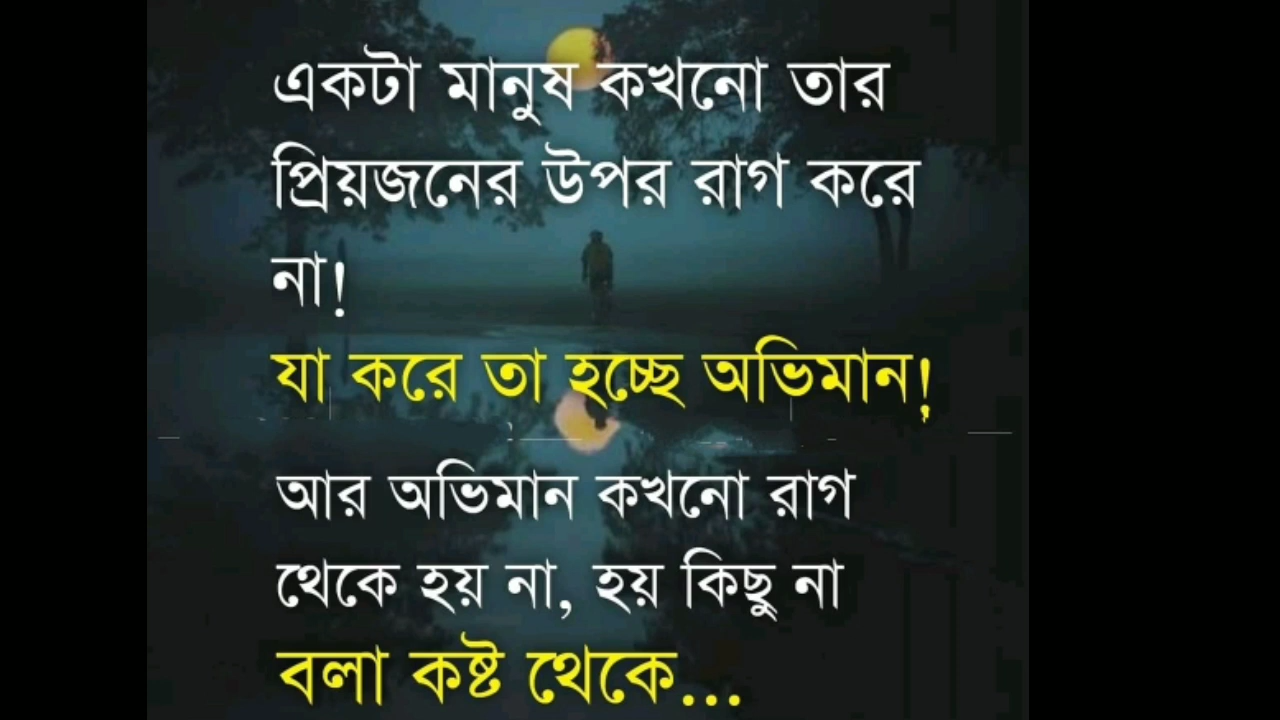 একটা মানুষ কখনো তার
প্রিয়জনের উপর রাগ করে
না!
যা করে তা হচ্ছে অভিমান!
আর অভিমান কখনো রাগ
থেকে হয় না, হয় কিছু না
বলা কষ্ট থেকে...